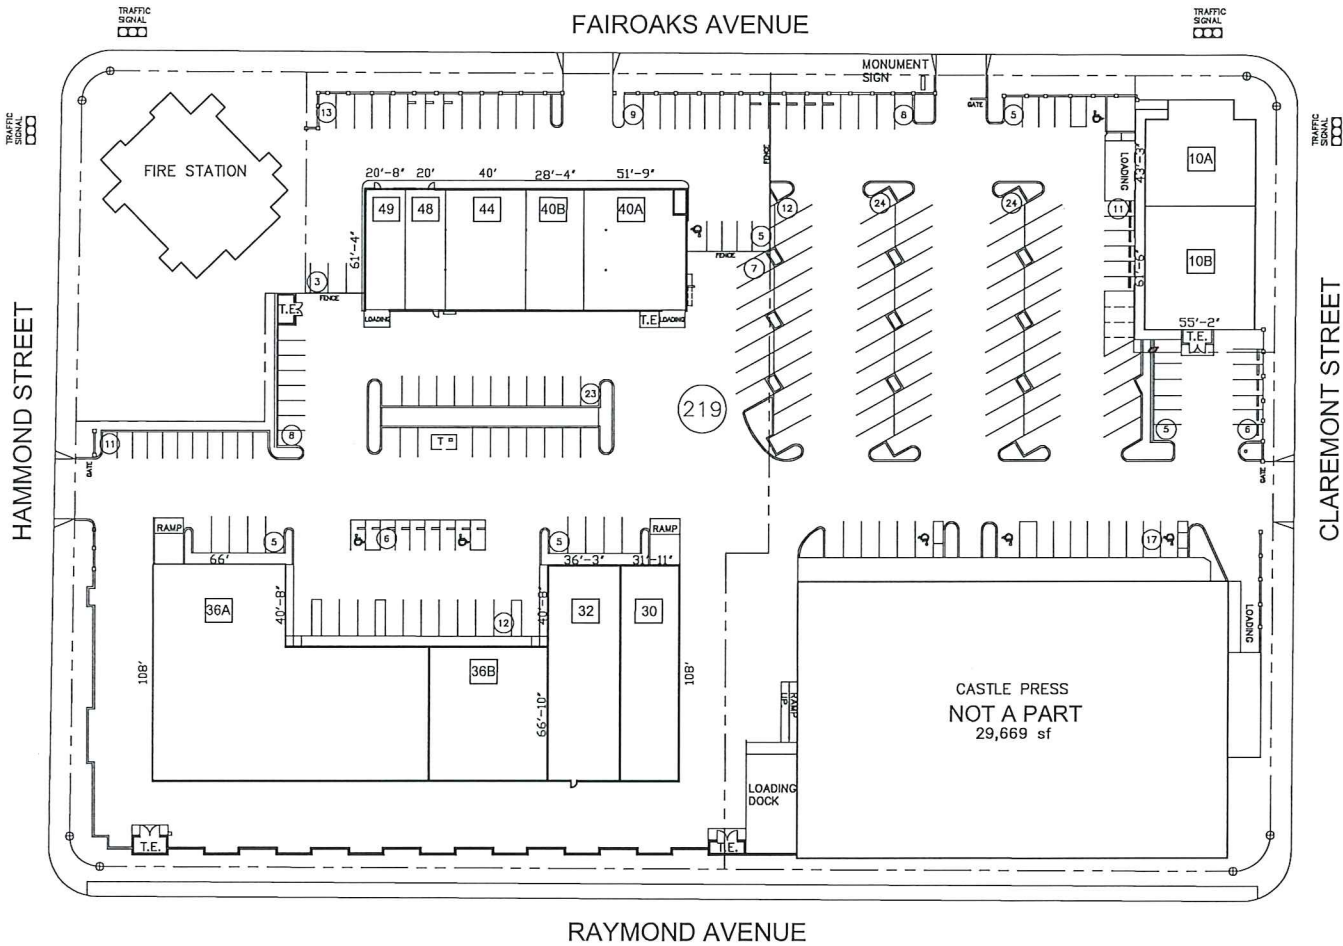 TRAFFIC
SIGNAL
FAIROAKS AVENUE
TRAFFIC
SIGNAL
MONUMENT
SIGN
TRAFFIC
SIGNAL
TRAFFIC
SIGNAL
13
9
8
GATE
5
FIRE STATION
FENCE
LOADING
43'-3"
10A
20'-8"
20'
40'
28'-4"
51'-9"
49
48
44
40B
40A
12
24
24
11
5
61'-4"
FENCE
7
10B
61'-6"
3
FENCE
T.E.
LOADING
T.E.
LOADING
55'-2"
T.E.
HAMMOND STREET
CLAREMONT STREET
23
219
11
8
T
5
6
GATE
GATE
RAMP
5
6
5
RAMP
17
66'
36'-3"
31'-11"
36A
40'-8"
12
40'-8"
32
30
LOADING
36B
108'
66'-10"
108'
RAMP
UP
CASTLE PRESS
NOT A PART
29,669 sf
LOADING
DOCK
T.E.
T.E.
RAYMOND AVENUE